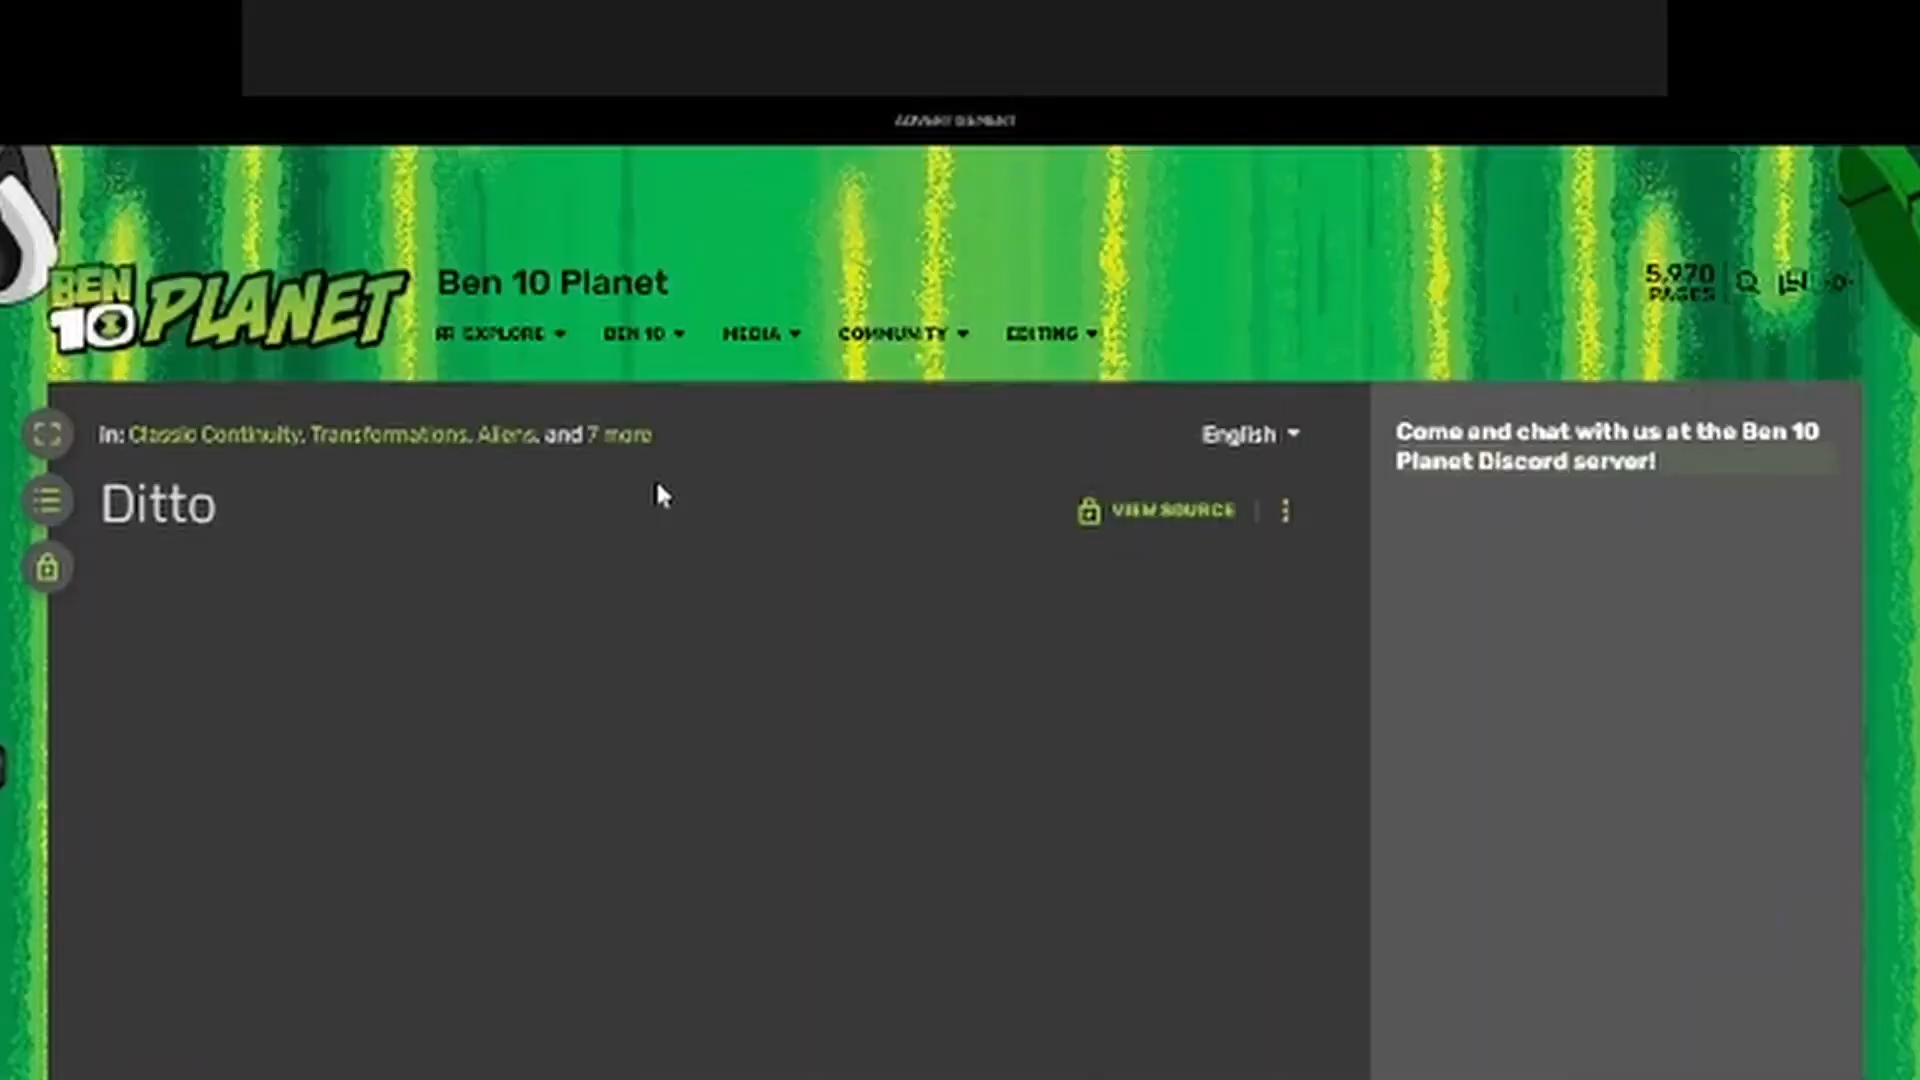 ADVERTISEMENT
BEN
10 PLANET
Ben 10 Planet
EXPLORE
BEN 10
MEDIA
COMMUNITY
EDITING
5,970
PAGES
In: Classic Continuity, Transformations, Aliens, and 7 more
English
Ditto
VIEW SOURCE
Come and chat with us at the Ben 10
Planet Discord server!